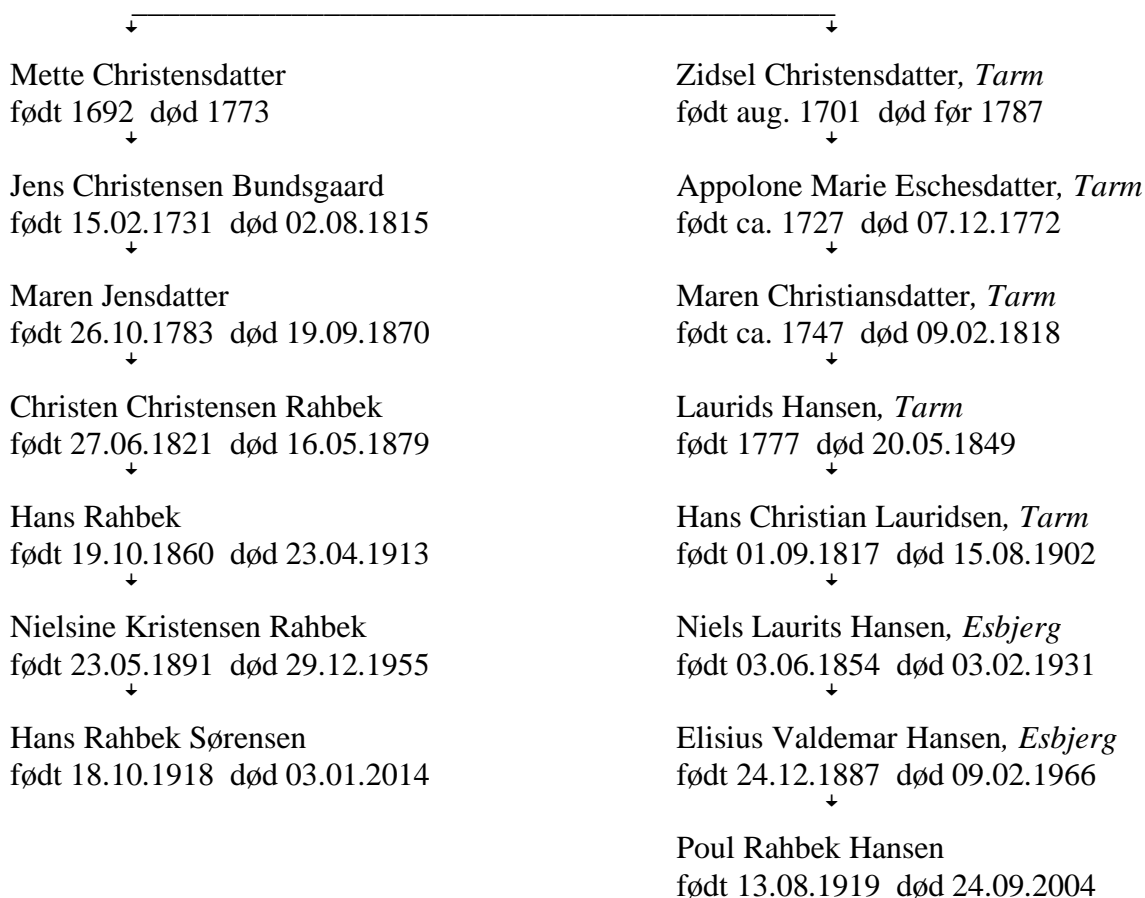 Mette Christensdatter
født 1692 død 1773
Jens Christensen Bundsgaard
født 15.02.1731 død 02.08.1815
Maren Jensdatter
født 26.10.1783 død 19.09.1870
Christen Christensen Rahbek
født 27.06.1821 død 16.05.1879
Hans Rahbek
født 19.10.1860 død 23.04.1913
Nielsine Kristensen Rahbek
født 23.05.1891 død 29.12.1955
Hans Rahbek Sørensen
født 18.10.1918 død 03.01.2014
Zidsel Christensdatter, Tarm
født aug. 1701 død før 1787
Appolone Marie Eschesdatter, Tarm
født ca. 1727 død 07.12.1772
Maren Christiansdatter, Tarm
født ca. 1747 død 09.02.1818
Laurids Hansen, Tarm
født 1777 død 20.05.1849
Hans Christian Lauridsen, Tarm
født 01.09.1817 død 15.08.1902
Niels Laurits Hansen, Esbjerg
født 03.06.1854 død 03.02.1931
Elisius Valdemar Hansen, Esbjerg
født 24.12.1887 død 09.02.1966
Poul Rahbek Hansen
født 13.08.1919 død 24.09.2004